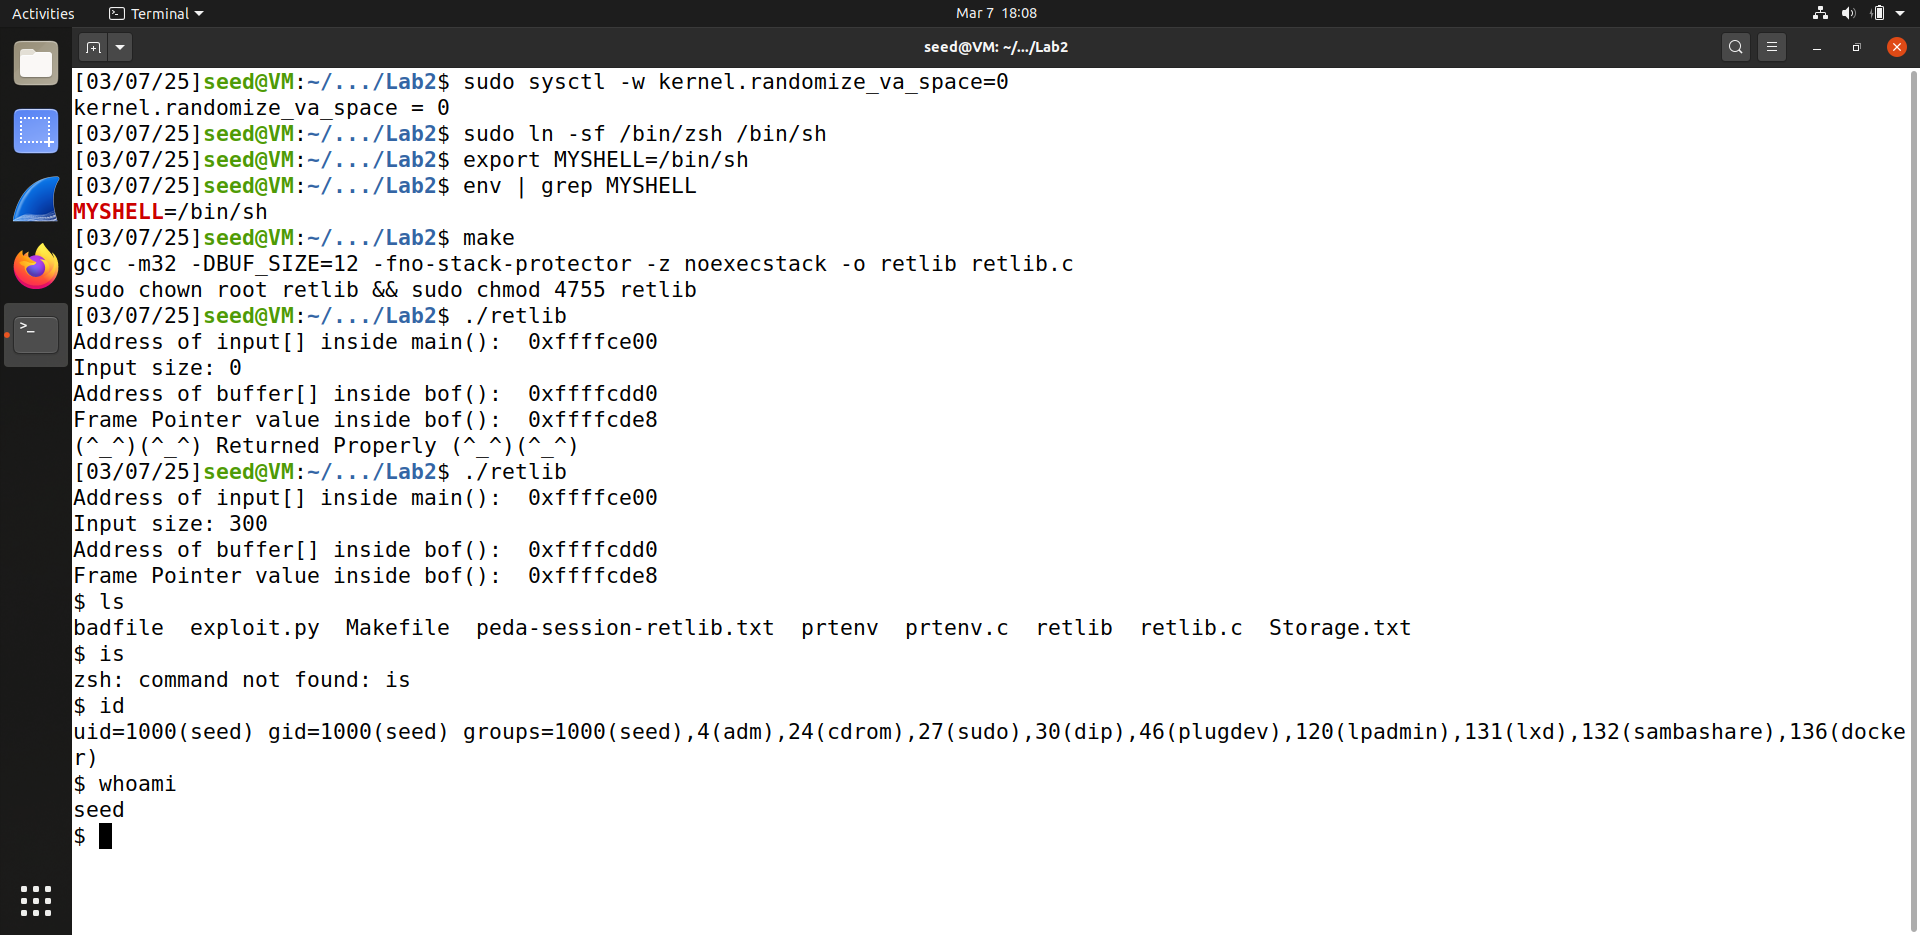 Activities
Terminal
Mar 7 18:08
seed@VM: ~/.../Lab2
[03/07/25]seed@VM:~/.../Lab2$ sudo sysctl -w kernel.randomize_va_space=0
kernel.randomize_va_space = 0
[03/07/25]seed@VM:~/.../Lab2$ sudo ln -sf /bin/zsh /bin/sh
[03/07/25]seed@VM:~/.../Lab2$ export MYSHELL=/bin/sh
[03/07/25]seed@VM:~/.../Lab2$ env | grep MYSHELL
MYSHELL=/bin/sh
[03/07/25]seed@VM:~/.../Lab2$ make
gcc -m32 -DBUF_SIZE=12 -fno-stack-protector -z noexecstack -o retlib retlib.c
sudo chown root retlib && sudo chmod 4755 retlib
[03/07/25]seed@VM:~/.../Lab2$ ./retlib
Address of input[] inside main():  0xffffce00
Input size: 0
Address of buffer[] inside bof():  0xffffcdd0
Frame Pointer value inside bof():  0xffffcde8
(^_^)(^_^) Returned Properly (^_^)(^_^)
[03/07/25]seed@VM:~/.../Lab2$ ./retlib
Address of input[] inside main():  0xffffce00
Input size: 300
Address of buffer[] inside bof():  0xffffcdd0
Frame Pointer value inside bof():  0xffffcde8
$ ls
badfile  exploit.py  Makefile  peda-session-retlib.txt  prtenv  prtenv.c  retlib  retlib.c  Storage.txt
$ is
zsh: command not found: is
$ id
uid=1000(seed) gid=1000(seed) groups=1000(seed),4(adm),24(cdrom),27(sudo),30(dip),46(plugdev),120(lpadmin),131(lxd),132(sambashare),136(docke
r)
$ whoami
seed
$